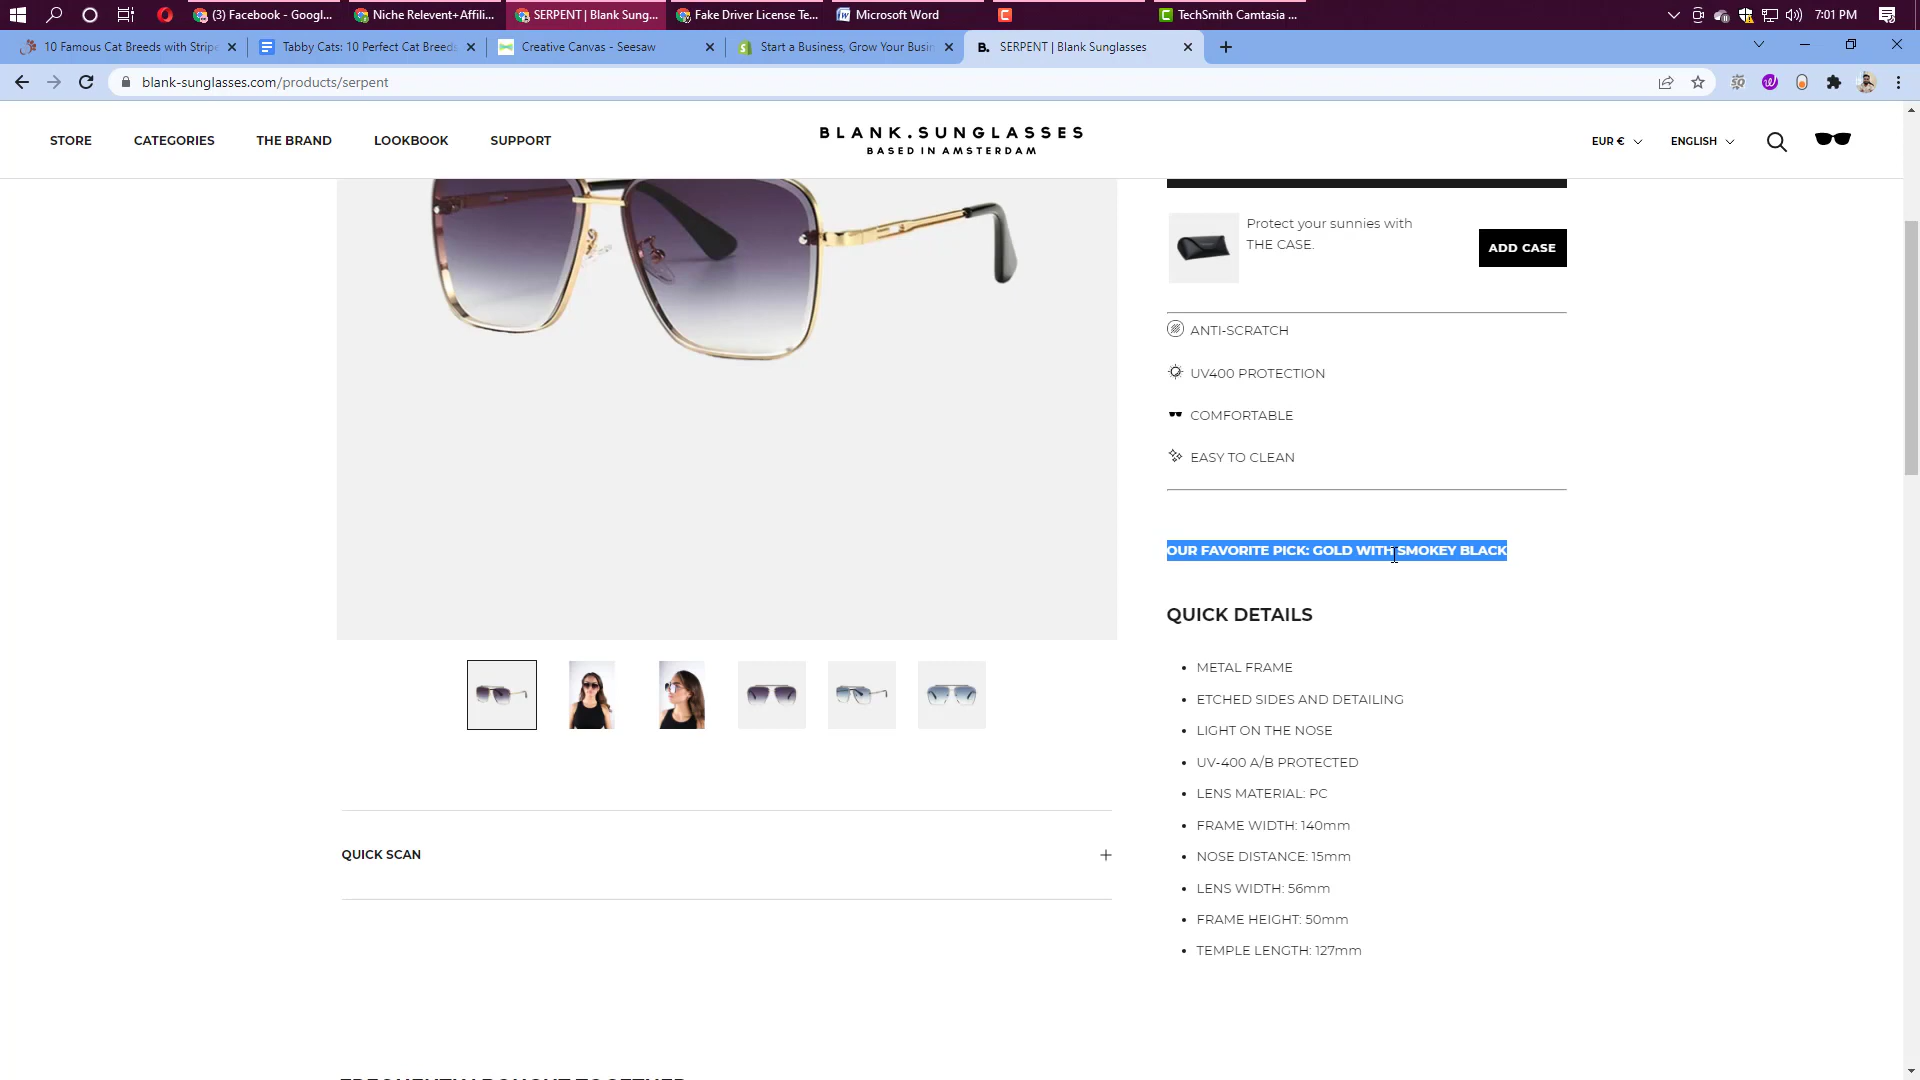 (3) Facebook - Googl...
Niche Relevent+Affili...
SERPENT | Blank Sung...
Fake Driver License Te...
Microsoft Word
TechSmith Camtasia ...
7:01 PM
10 Famous Cat Breeds with Stripe
Tabby Cats: 10 Perfect Cat Breeds
Creative Canvas - Seesaw
Start a Business, Grow Your Busin
B. SERPENT | Blank Sunglasses
blank-sunglasses.com/products/serpent
STORE
CATEGORIES
THE BRAND
LOOKBOOK
SUPPORT
BLANK.SUNGLASSES
BASED IN AMSTERDAM
EUR €
ENGLISH
Protect your sunnies with
THE CASE.
ADD CASE
ANTI-SCRATCH
UV400 PROTECTION
COMFORTABLE
EASY TO CLEAN
OUR FAVORITE PICK: GOLD WITH SMOKEY BLACK
QUICK DETAILS
• METAL FRAME
• ETCHED SIDES AND DETAILING
• LIGHT ON THE NOSE
• UV-400 A/B PROTECTED
• LENS MATERIAL: PC
• FRAME WIDTH: 140mm
• NOSE DISTANCE: 15mm
• LENS WIDTH: 56mm
• FRAME HEIGHT: 50mm
• TEMPLE LENGTH: 127mm
QUICK SCAN
FREQUENTLY BOUGHT TOGETHER